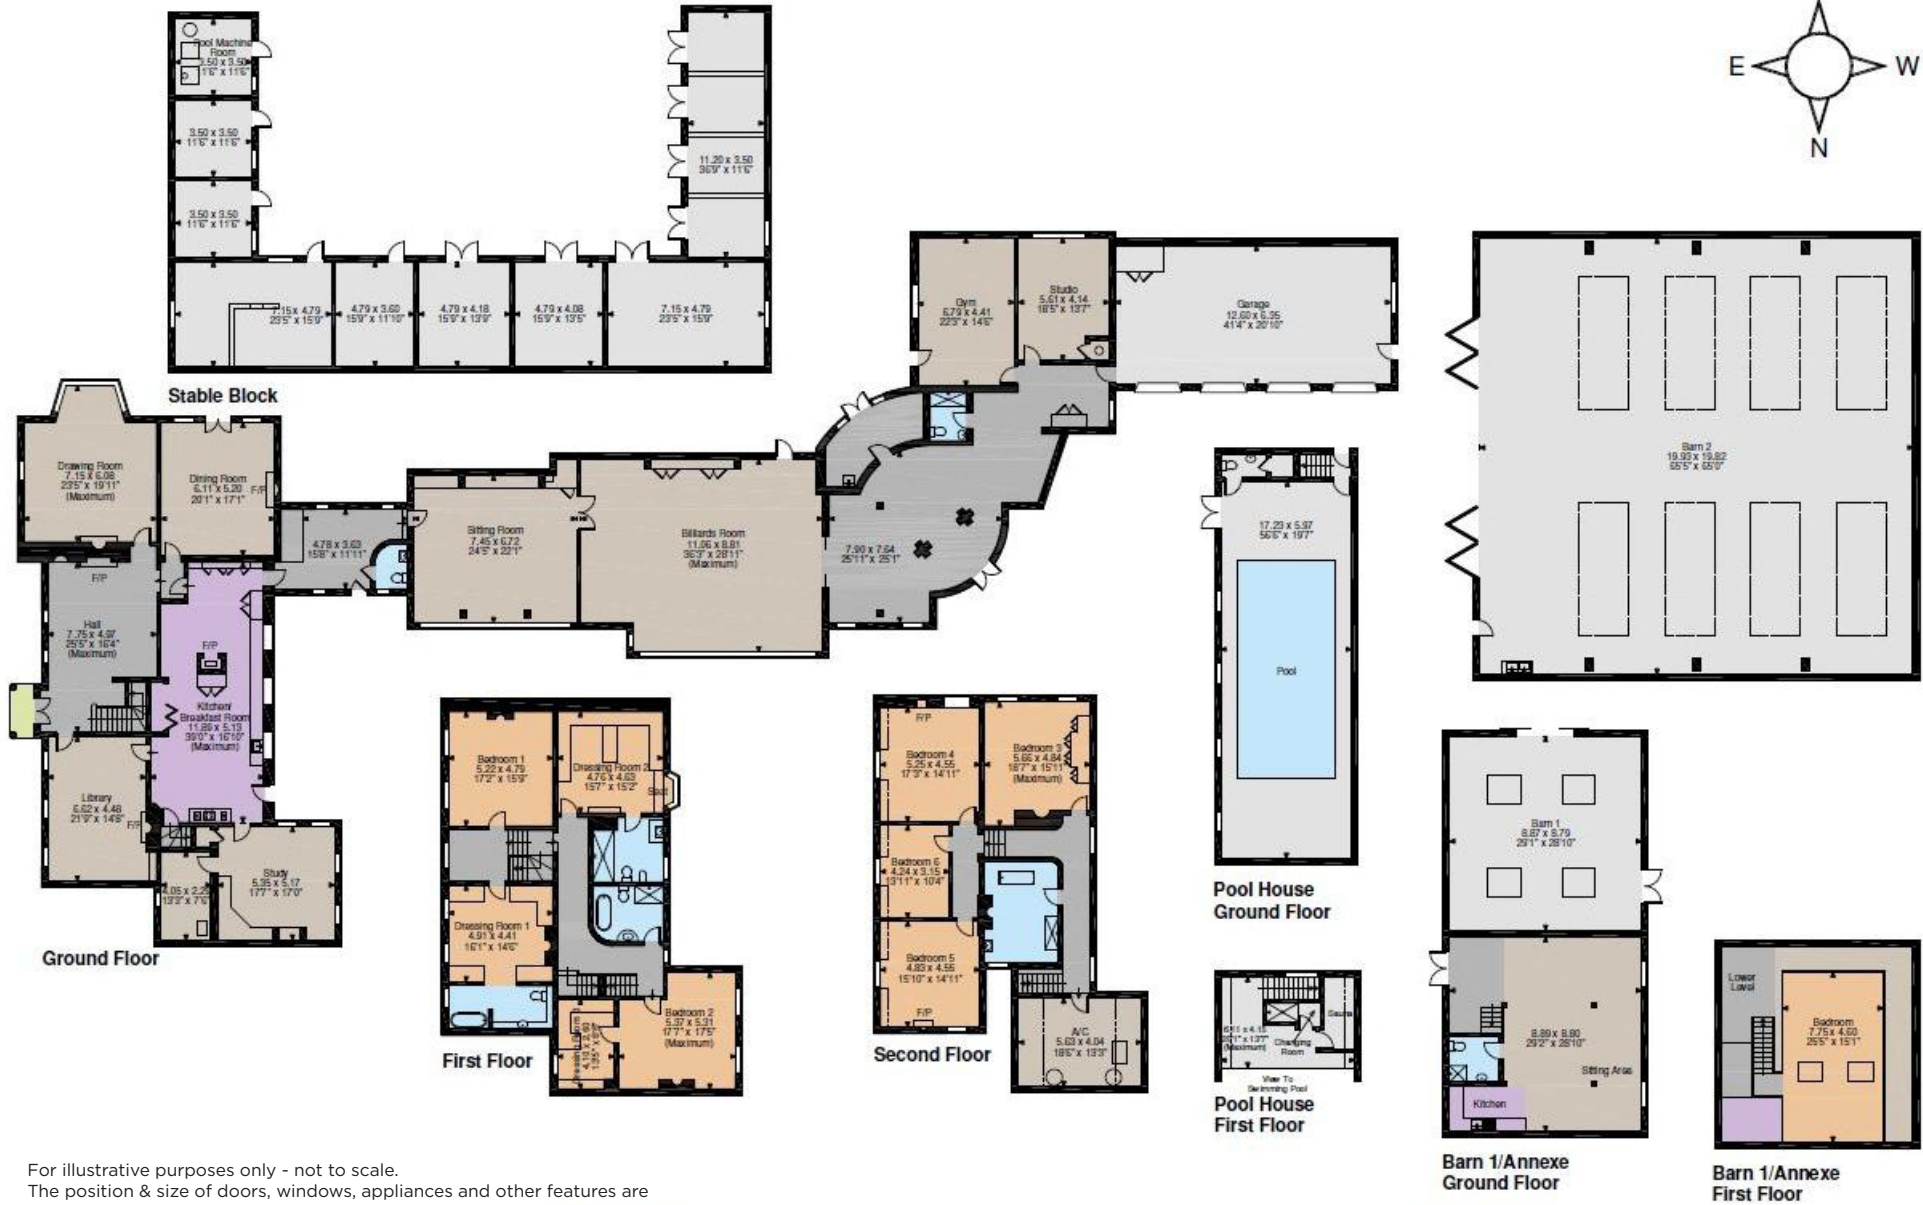 Pool Machine
Room
3.50 x 3.50
11'6" x 11'6"
3.50 x 3.50
11'6" x 11'6"
3.50 x 3.50
11'6" x 11'6"
11.20 x 3.50
36'9" x 11'6"
7.15 x 4.79
23'5" x 15'9"
4.79 x 3.60
15'9" x 11'10"
4.79 x 4.18
15'9" x 13'9"
4.79 x 4.08
15'9" x 13'5"
7.15 x 4.79
23'5" x 15'9"
Stable Block
E
W
N
Drawing Room
7.15 x 6.08
23'5" x 19'11"
(Maximum)
Dining Room
6.11 x 5.20
20'1" x 17'1"
F/P
4.78 x 3.63
15'8" x 11'11"
Sitting Room
7.45 x 6.72
24'5" x 22'1"
Billiards Room
11.06 x 8.81
36'3" x 28'11"
(Maximum)
7.90 x 7.64
25'11" x 25'1"
Gym
6.79 x 4.41
22'3" x 14'6"
Studio
5.61 x 4.14
18'5" x 13'7"
Garage
12.60 x 6.35
41'4" x 20'10"
F/P
Hall
7.75 x 4.97
25'5" x 16'4"
(Maximum)
F/P
Kitchen/
Breakfast Room
11.89 x 5.13
39'0" x 16'10"
(Maximum)
Library
6.62 x 4.48
21'9" x 14'8"
F/P
4.05 x 2.29
13'3" x 7'6"
Study
5.35 x 5.17
17'7" x 17'0"
Ground Floor
Bedroom 1
5.22 x 4.79
17'2" x 15'9"
Dressing Room 2
4.76 x 4.63
15'7" x 15'2"
Seat
Dressing Room 1
4.91 x 4.41
16'1" x 14'6"
Dressing Room 3
Bedroom 2
5.37 x 5.31
17'7" x 17'5"
(Maximum)
First Floor
F/P
Bedroom 4
5.25 x 4.55
17'3" x 14'11"
Bedroom 3
5.66 x 4.84
18'7" x 15'11"
(Maximum)
Bedroom 6
4.24 x 3.15
13'11" x 10'4"
Bedroom 5
4.83 x 4.55
15'10" x 14'11"
F/P
A/C
5.63 x 4.04
18'6" x 13'3"
Second Floor
17.23 x 5.97
56'6" x 19'7"
Pool
Pool House
Ground Floor
(Maximum)
Changing
Room
Sauna
View To
Swimming Pool
Pool House
First Floor
Barn 2
19.93 x 19.82
65'5" x 65'0"
Barn 1
8.87 x 8.79
29'1" x 28'10"
8.89 x 8.80
29'2" x 28'10"
Sitting Area
Kitchen
Barn 1/Annexe
Ground Floor
Lower
Level
Bedroom
7.75 x 4.60
25'5" x 15'1"
Barn 1/Annexe
First Floor
For illustrative purposes only - not to scale.
The position & size of doors, windows, appliances and other features are